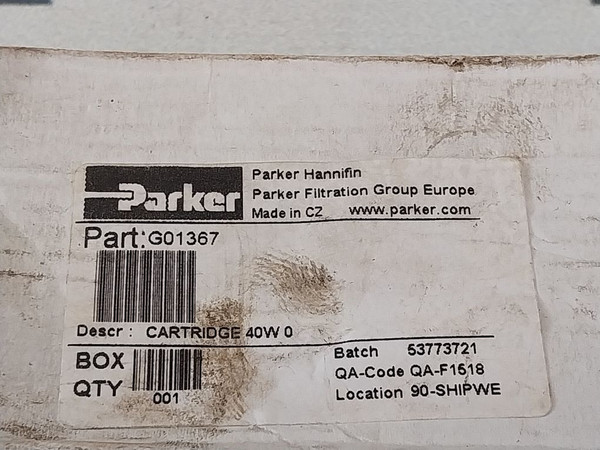 Parker
Parker Hannifin
Parker Filtration Group Europe
Made in CZ www.parker.com
Part: G01367
Descr : CARTRIDGE 40W 0
BOX
QTY
001
Batch 53773721
QA-Code QA-F1518
Location 90-SHIPWE